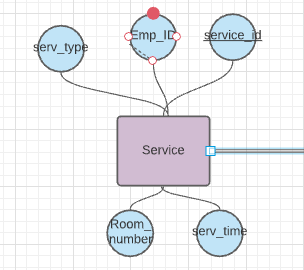 serv_type
Emp_ID
service_id
Service
Room_
number
serv_time